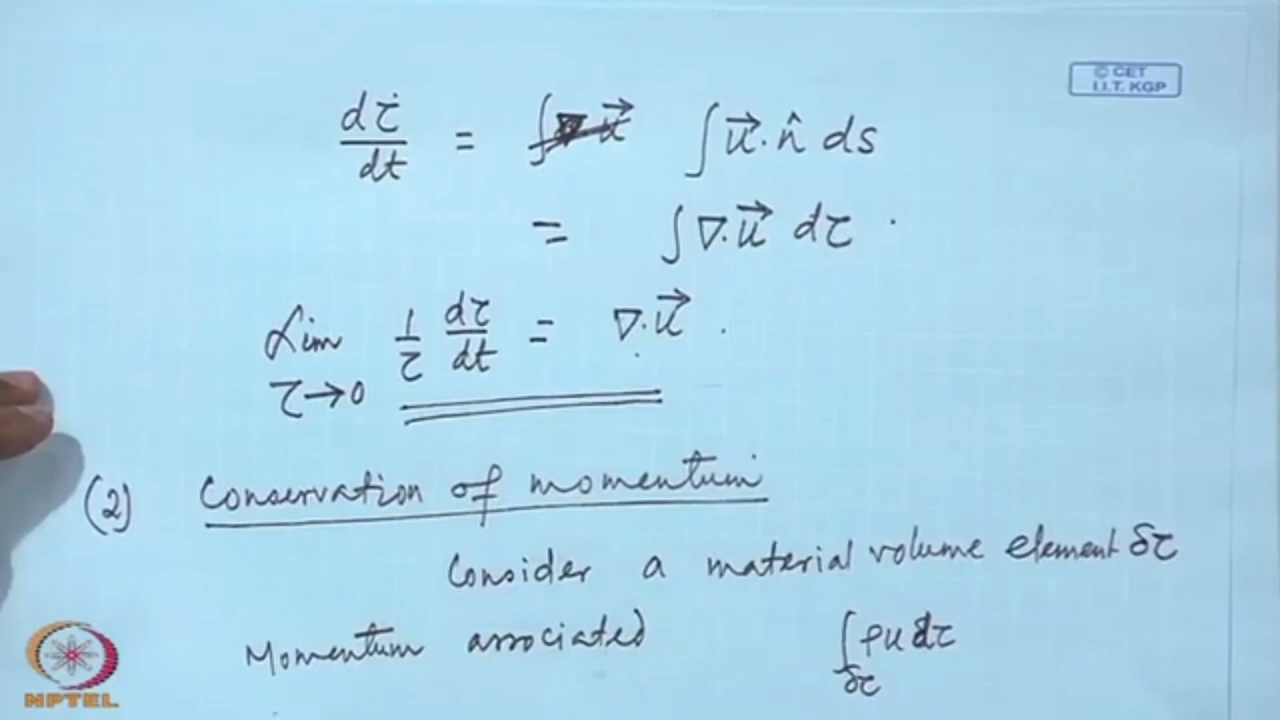 © CET
I.I.T. KGP
dτ/dt = ∫ u⃗·n̂ ds
= ∫ ∇·u⃗ dτ .
Lim τ→0 1/τ dτ/dt = ∇·u⃗ .
(2) Conservation of momentum
Consider a material volume element δτ
Momentum associated ∫δτ ρu dτ
NPTEL